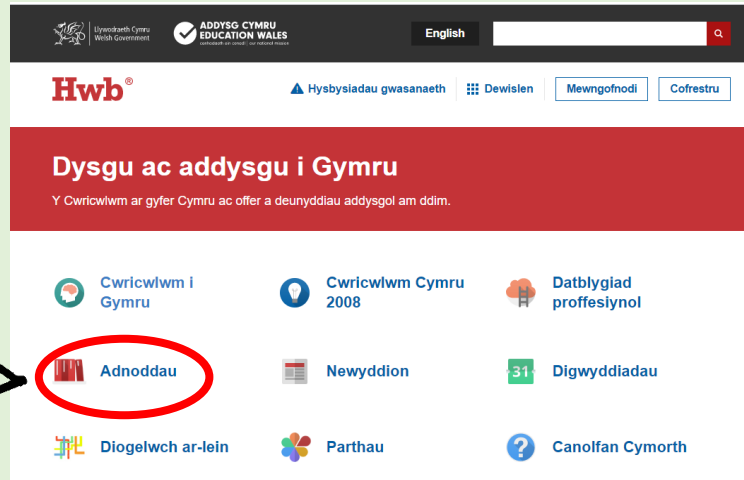 Llywodraeth Cymru
Welsh Government
ADDYSG CYMRU
EDUCATION WALES
English
Hwb®
Hysbysiadau gwasanaeth
Dewislen
Mewngofnodi
Cofrestru
Dysgu ac addysgu i Gymru
Y Cwricwlwm ar gyfer Cymru ac offer a deunyddiau addysgol am ddim.
Cwricwlwm i
Gymru
Cwricwlwm Cymru
2008
Datblygiad
proffesiynol
Adnoddau
Newyddion
31
Digwyddiadau
Diogelwch ar-lein
Parthau
?
Canolfan Cymorth